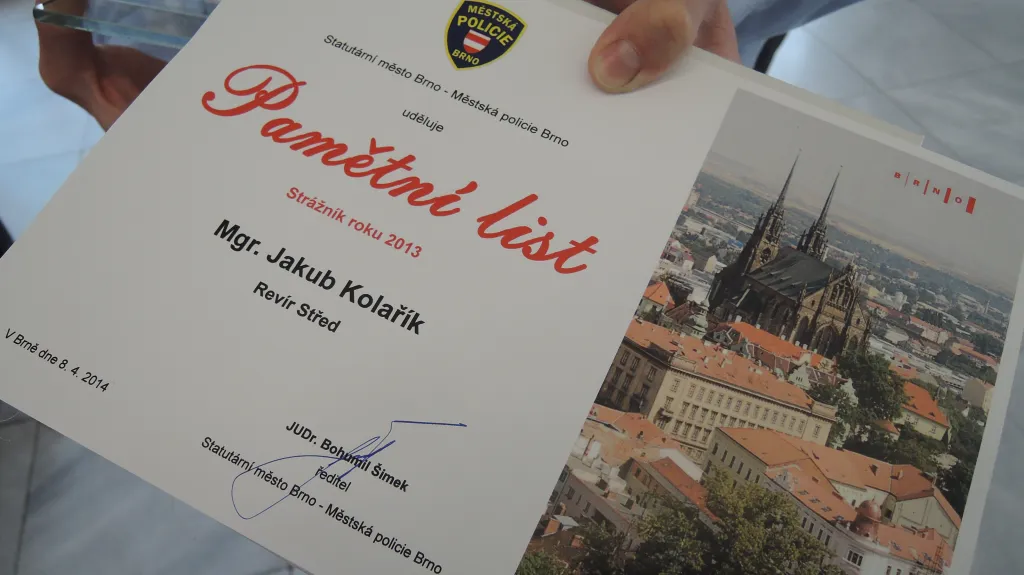 MĚSTSKÁ
POLICIE
BRNO
Statutární město Brno - Městská policie Brno
uděluje
Pamětní list
Strážník roku 2013
Mgr. Jakub Kolařík
Revír Střed
V Brně dne 8. 4. 2014
JUDr. Bohumil Šimek
ředitel
Statutární město Brno - Městská policie Brno
B R N O